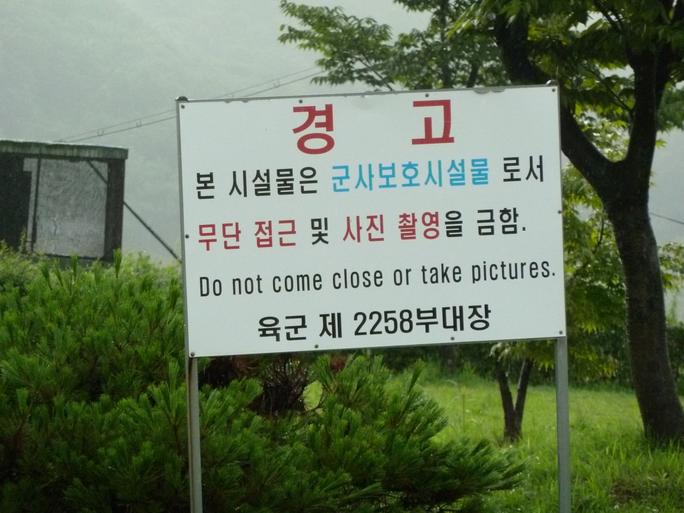 경 고
본 시설물은 군사보호시설물 로서
무단 접근 및 사진 촬영을 금함.
Do not come close or take pictures.
육군 제 2258부대장